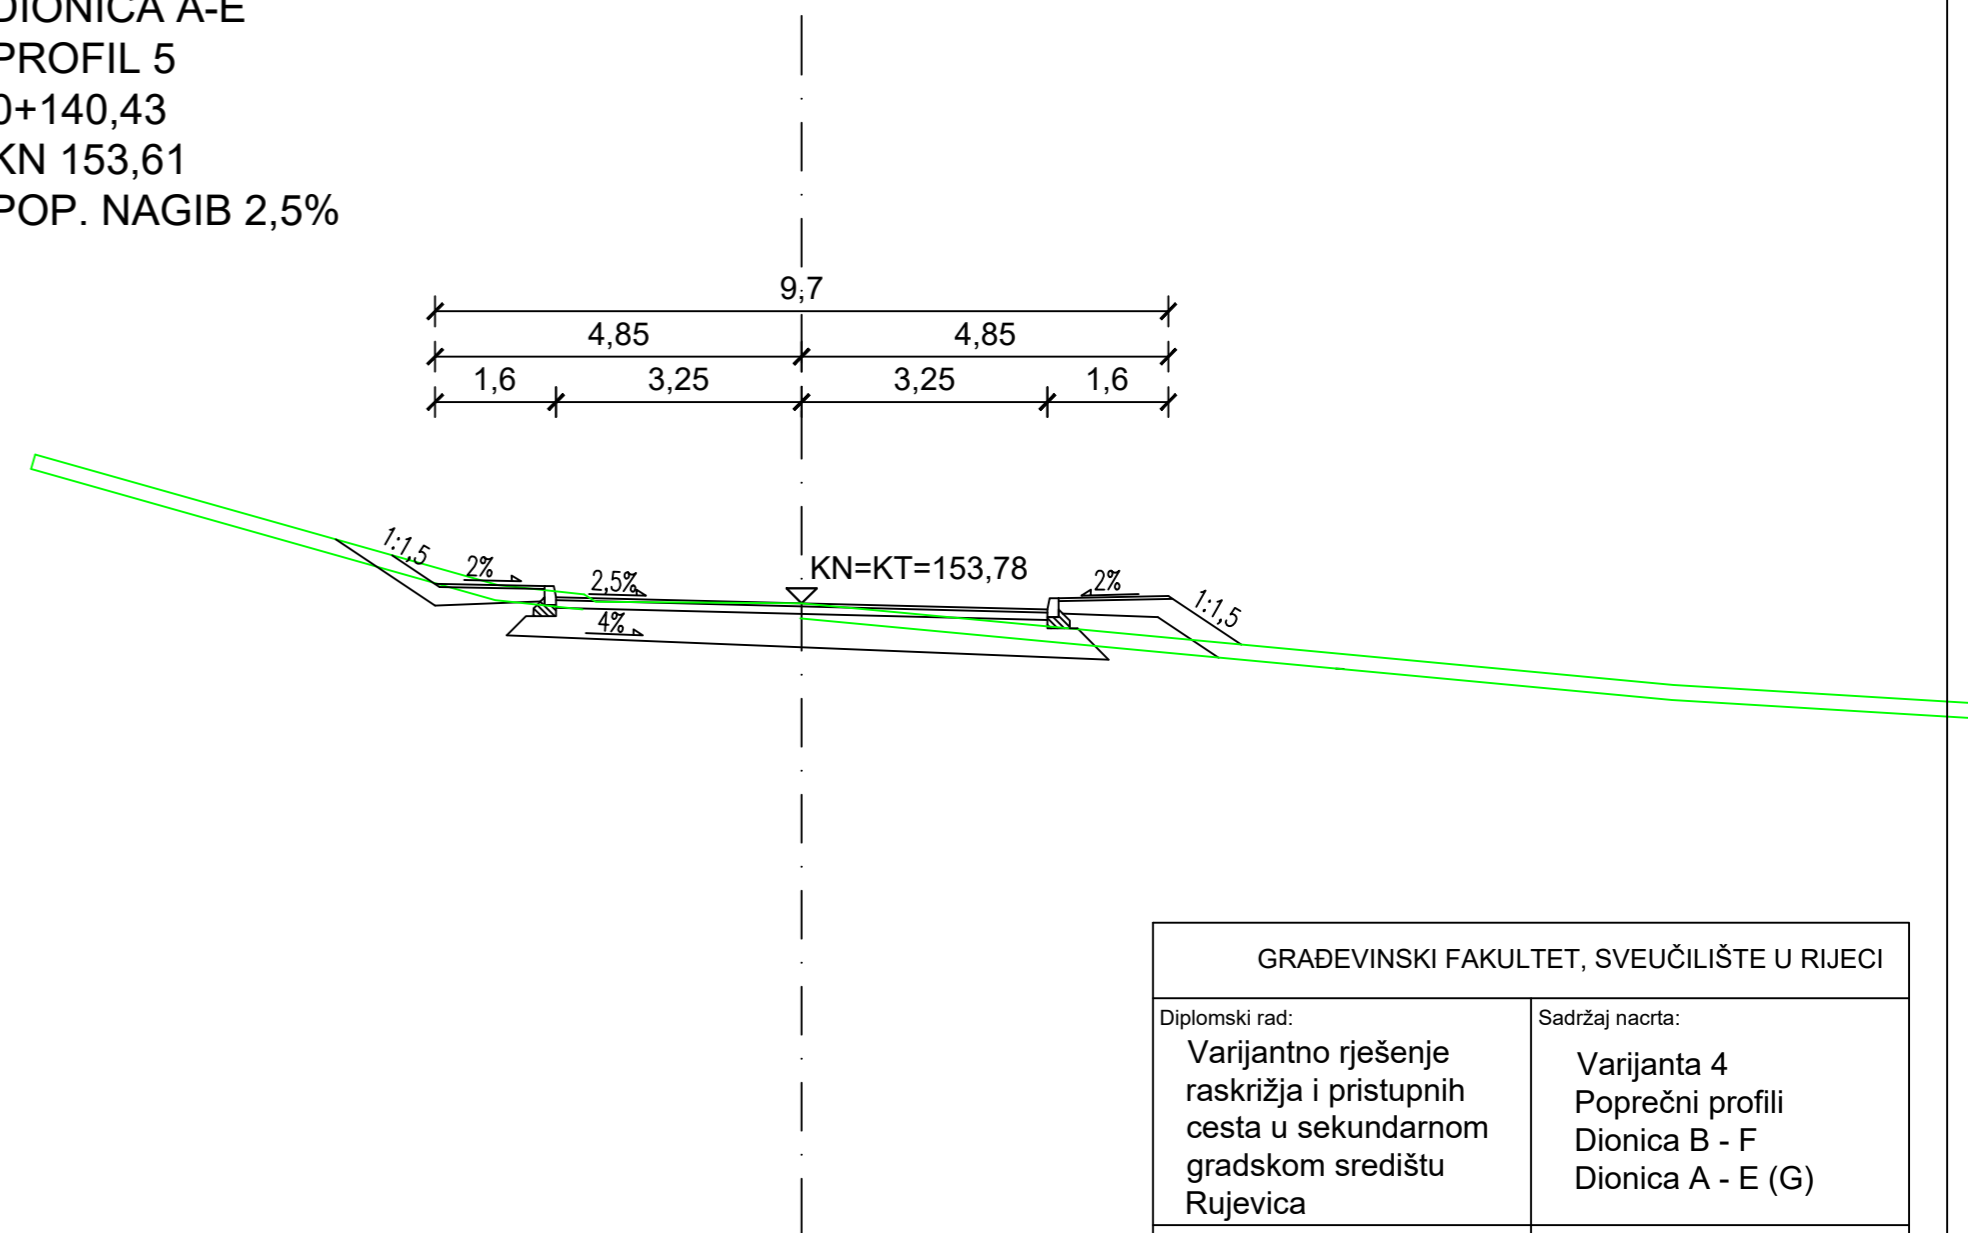 DIONICA A-E
PROFIL 5
0+140,43
KN 153,61
POP. NAGIB 2,5%
9,7
4,85 4,85
1,6 3,25 3,25 1,6
1:1,5 2% 2,5% KN=KT=153,78 2% 1:1,5
4%
GRAĐEVINSKI FAKULTET, SVEUČILIŠTE U RIJECI
Diplomski rad:
Varijantno rješenje
raskrižja i pristupnih
cesta u sekundarnom
gradskom središtu
Rujevica
Sadržaj nacrta:
Varijanta 4
Poprečni profili
Dionica B - F
Dionica A - E (G)